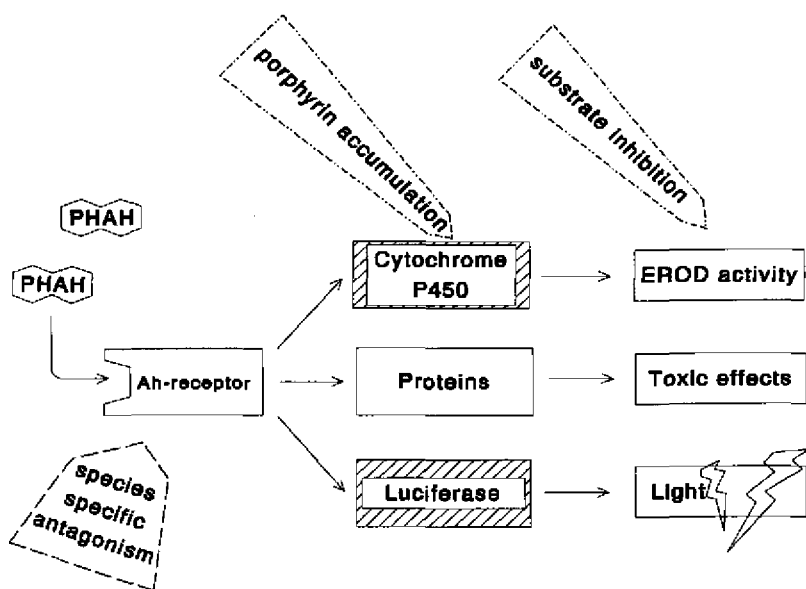 porphyrin accumulation
substrate inhibition
PHAH
PHAH
Cytochrome
P450
EROD activity
Ah-receptor
Proteins
Toxic effects
species
specific
antagonism
Luciferase
Light